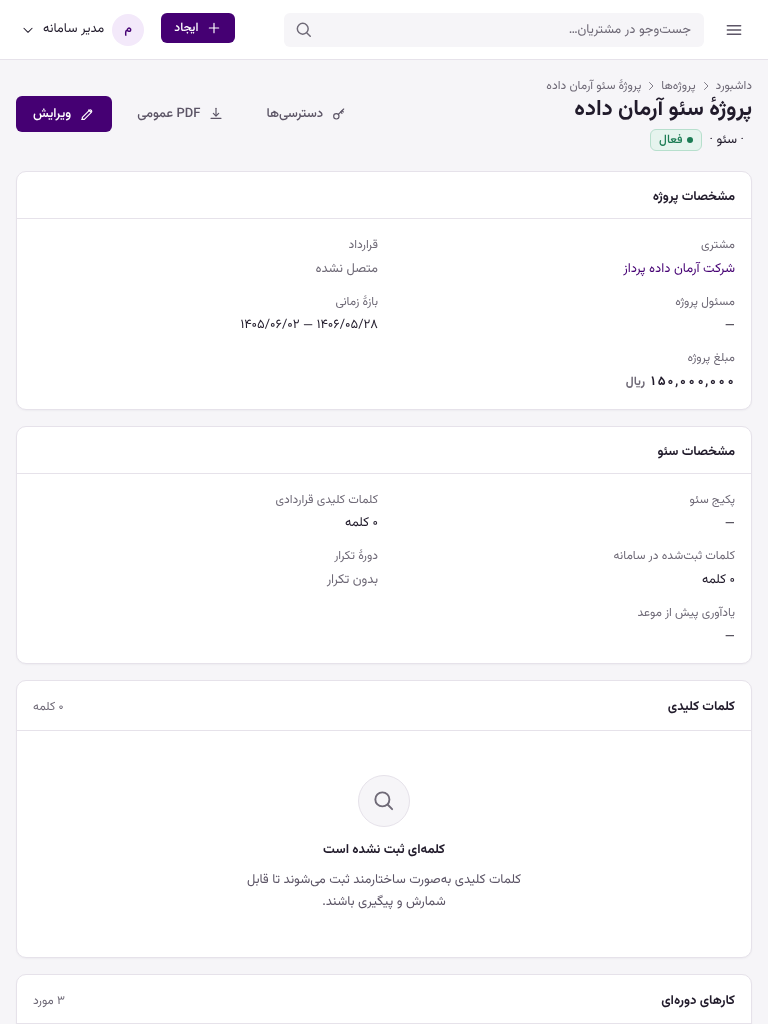 جست‌وجو در مشتریان…
ایجاد
م
مدیر سامانه
داشبورد
پروژه‌ها
پروژهٔ سئو آرمان داده
پروژهٔ سئو آرمان داده
· سئو ·
فعال
دسترسی‌ها
PDF عمومی
ویرایش
مشخصات پروژه
مشتری
شرکت آرمان داده پرداز
قرارداد
متصل نشده
مسئول پروژه
—
بازهٔ زمانی
۱۴۰۵/۰۶/۰۲ — ۱۴۰۶/۰۵/۲۸
مبلغ پروژه
۱۵۰,۰۰۰,۰۰۰ ریال
مشخصات سئو
پکیج سئو
—
کلمات کلیدی قراردادی
۰ کلمه
کلمات ثبت‌شده در سامانه
۰ کلمه
دورهٔ تکرار
بدون تکرار
یادآوری پیش از موعد
—
کلمات کلیدی
۰ کلمه
کلمه‌ای ثبت نشده است
کلمات کلیدی به‌صورت ساختارمند ثبت می‌شوند تا قابل
شمارش و پیگیری باشند.
کارهای دوره‌ای
۳ مورد